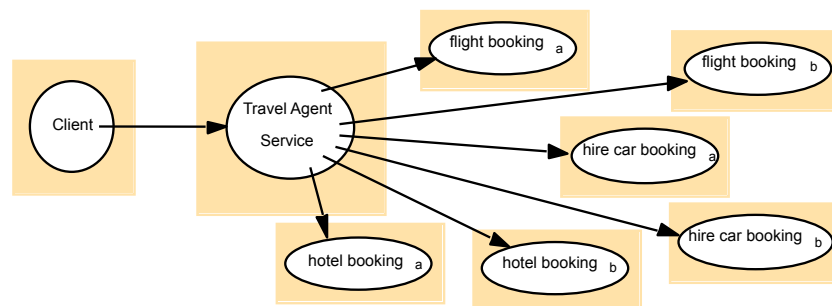 flight booking a
flight booking b
Client
Travel Agent
Service
hire car booking a
hire car booking b
hotel booking a
hotel booking b